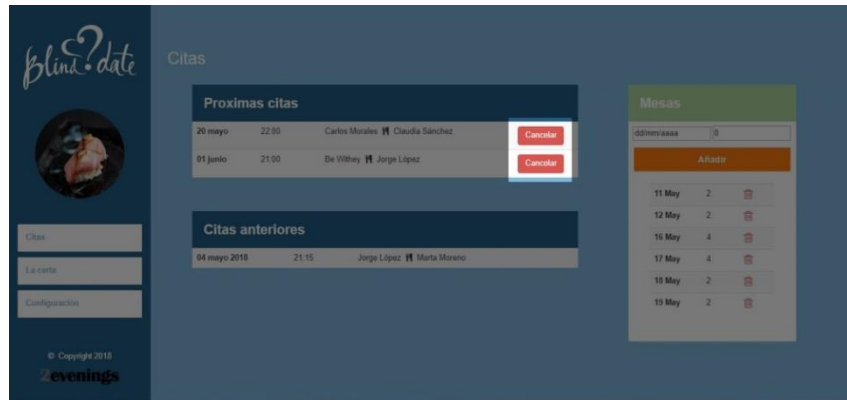 Blind? date
Citas
La carta
Configuración
© Copyright 2018
2evenings
Citas
Proximas citas
20 mayo 22:00 Carlos Morales Claudia Sánchez Cancelar
01 junio 21:00 Be Withey Jorge López Cancelar
Citas anteriores
04 mayo 2018 21:15 Jorge López Marta Moreno
Mesas
dd/mm/aaaa 0
Añadir
11 May 2
12 May 2
16 May 4
17 May 4
18 May 2
19 May 2